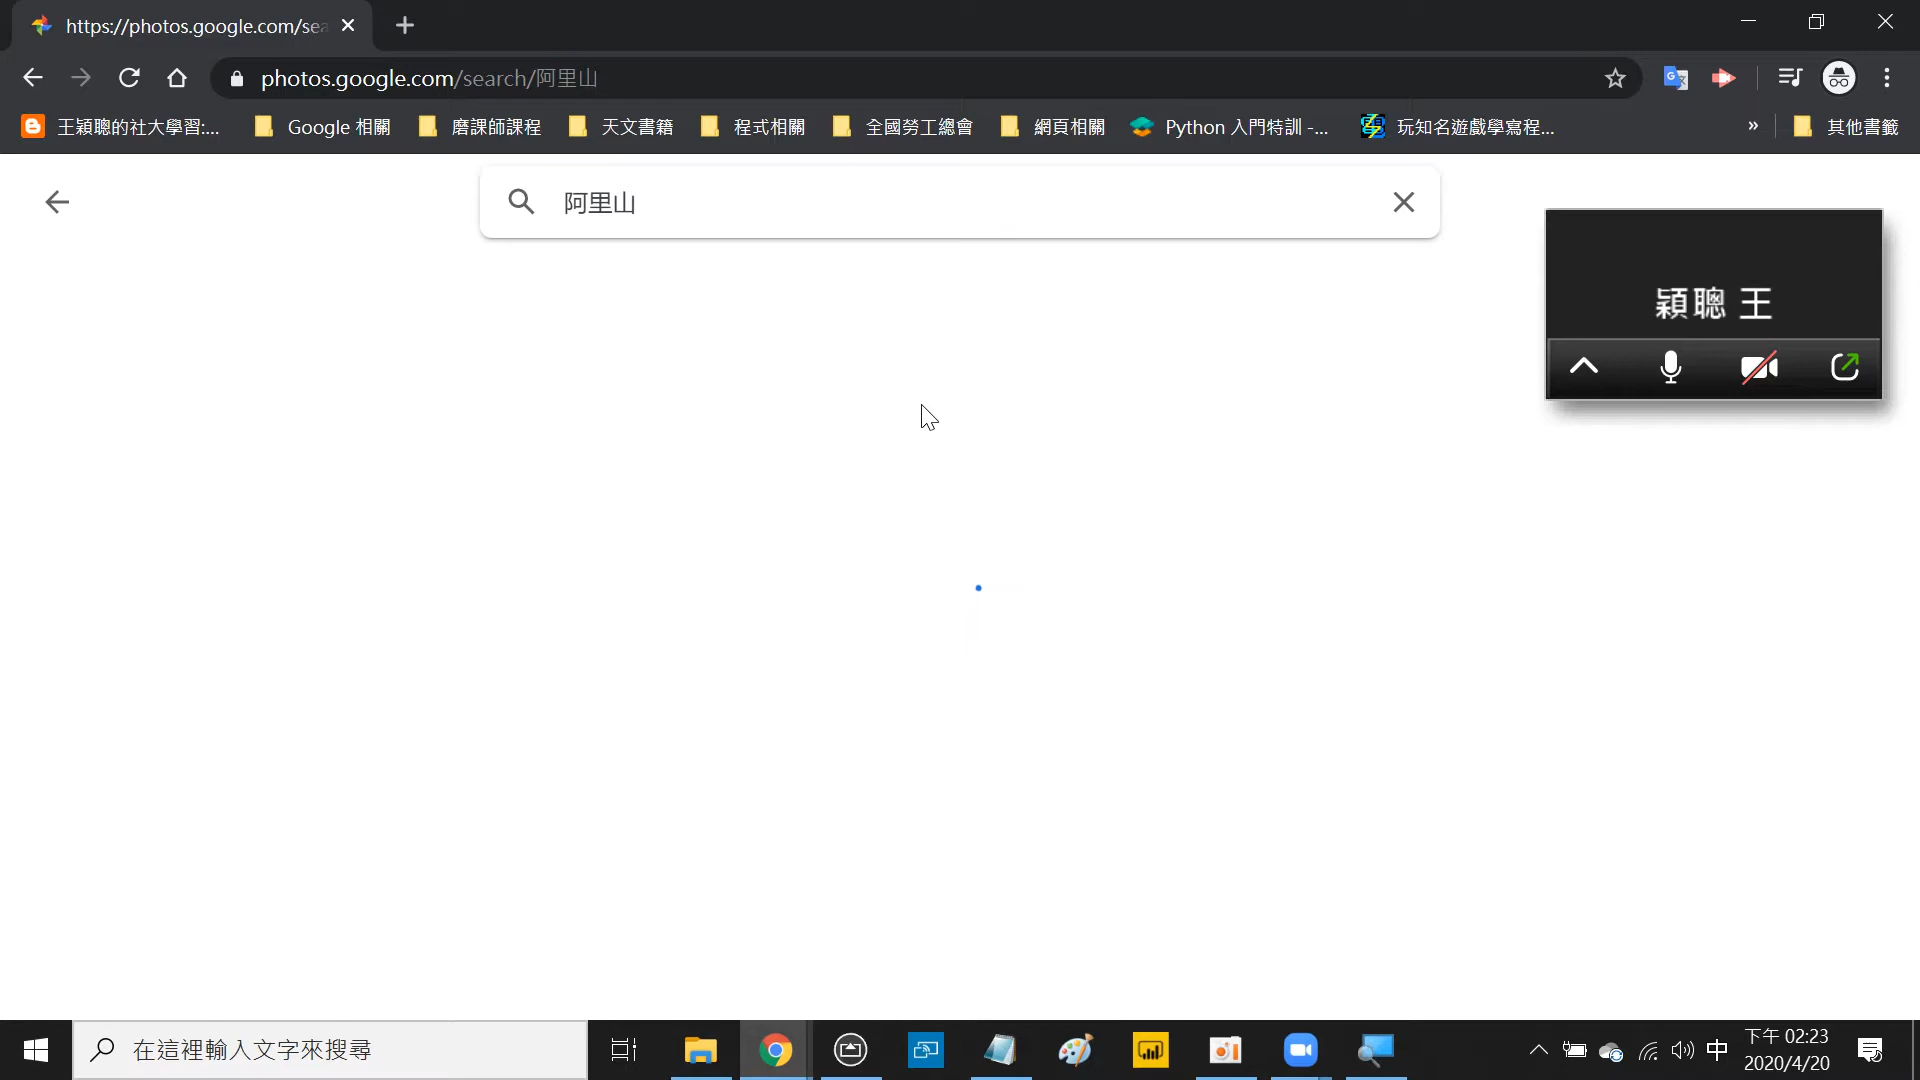 https://photos.google.com/sea
photos.google.com/search/阿里山
王穎聰的社大學習:...
Google 相關
磨課師課程
天文書籍
程式相關
全國勞工總會
網頁相關
Python 入門特訓 -...
玩知名遊戲學寫程...
»
其他書籤
阿里山
穎聰 王
在這裡輸入文字來搜尋
中
下午 02:23
2020/4/20